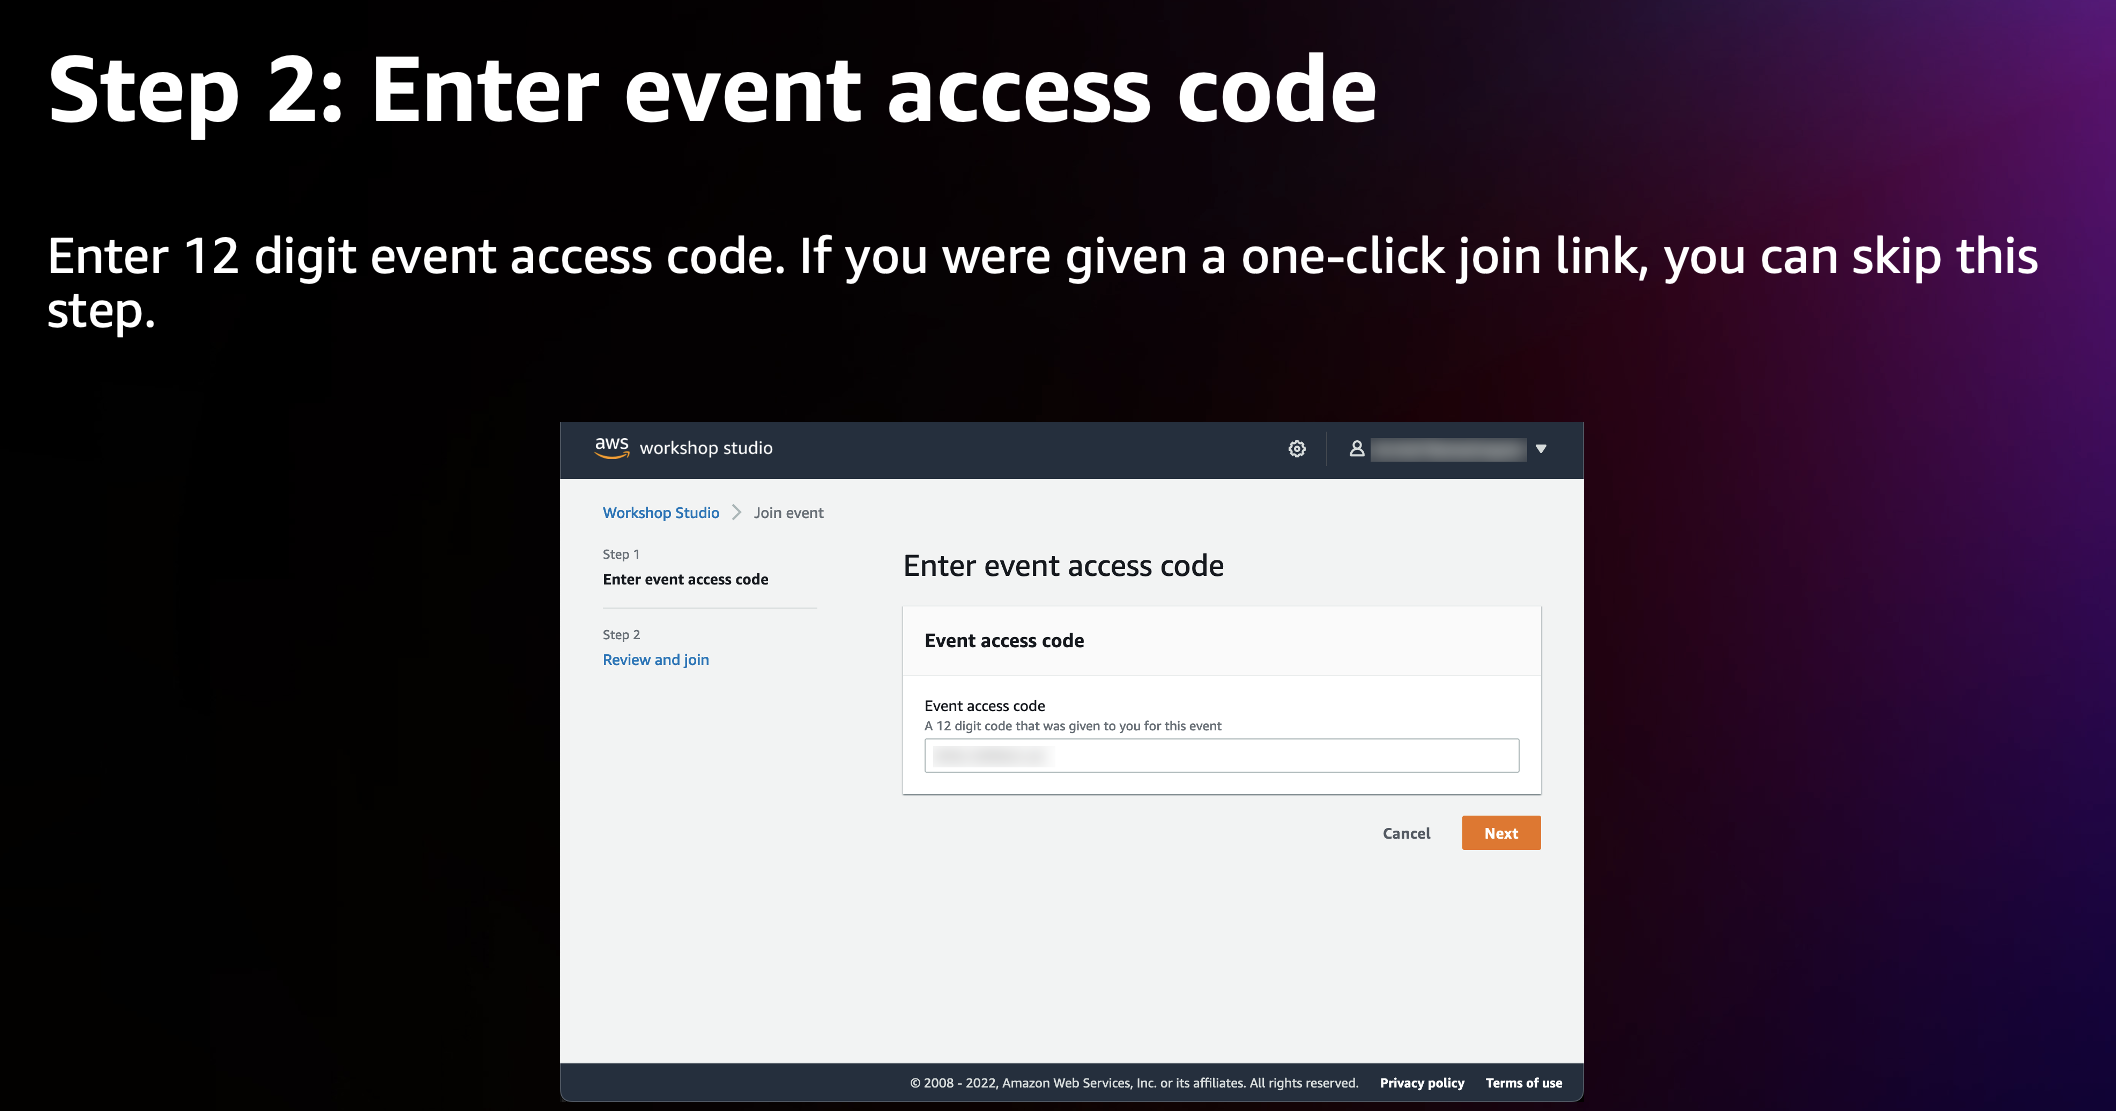 Step 2: Enter event access code
Enter 12 digit event access code. If you were given a one-click join link, you can skip this
step.
aws workshop studio
Workshop Studio Join event
Step 1
Enter event access code
Step 2
Review and join
Enter event access code
Event access code
Event access code
A 12 digit code that was given to you for this event
Cancel Next
© 2008 - 2022, Amazon Web Services, Inc. or its affiliates. All rights reserved. Privacy policy Terms of use